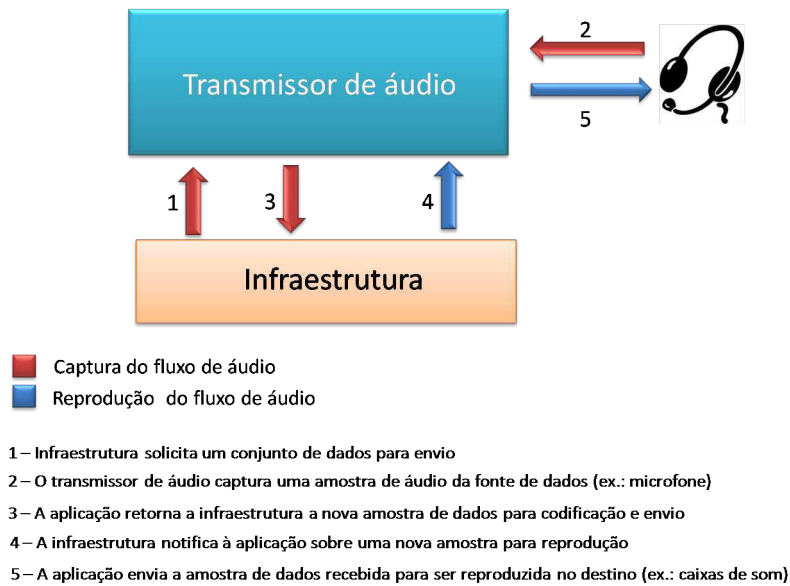 Transmissor de áudio
2
5
1
3
4
Infraestrutura
Captura do fluxo de áudio
Reprodução do fluxo de áudio
1 – Infraestrutura solicita um conjunto de dados para envio
2 – O transmissor de áudio captura uma amostra de áudio da fonte de dados (ex.: microfone)
3 – A aplicação retorna a infraestrutura a nova amostra de dados para codificação e envio
4 – A infraestrutura notifica à aplicação sobre uma nova amostra para reprodução
5 – A aplicação envia a amostra de dados recebida para ser reproduzida no destino (ex.: caixas de som)